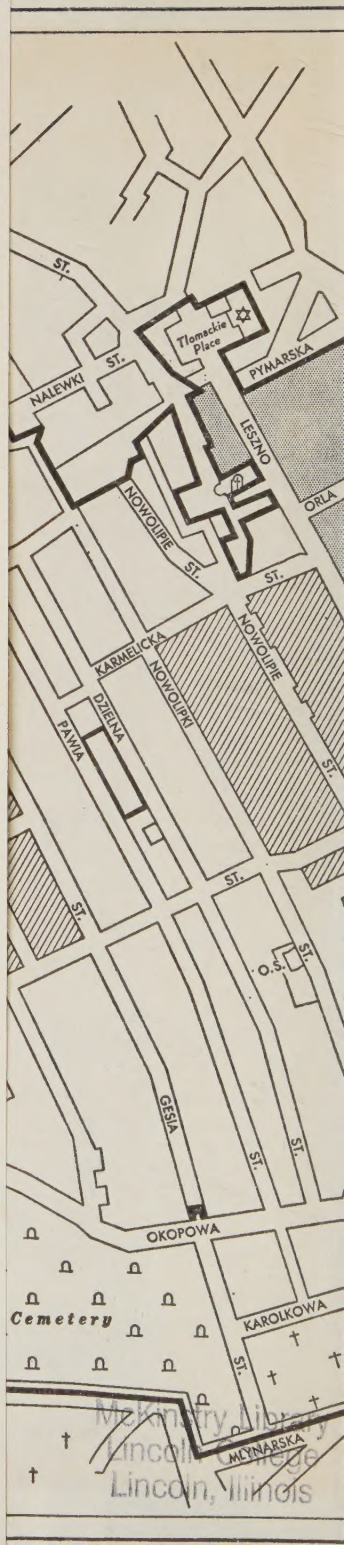 ST.
Tlomackie
Place
PYMARSKA
NALEWKI
ST.
LESZNO
ORLA
NOWOLIPIE
ST.
ST.
KARMELICKA
NOWOLIPKI
NOWOLIPIE
DZIELNA
PAWIA
ST.
ST.
ST.
ST.
O.S.
GESIA
ST.
ST.
OKOPOWA
Cemetery
KAROLKOWA
ST.
MLYNARSKA
McKinstry Library
Lincoln College
Lincoln, Illinois